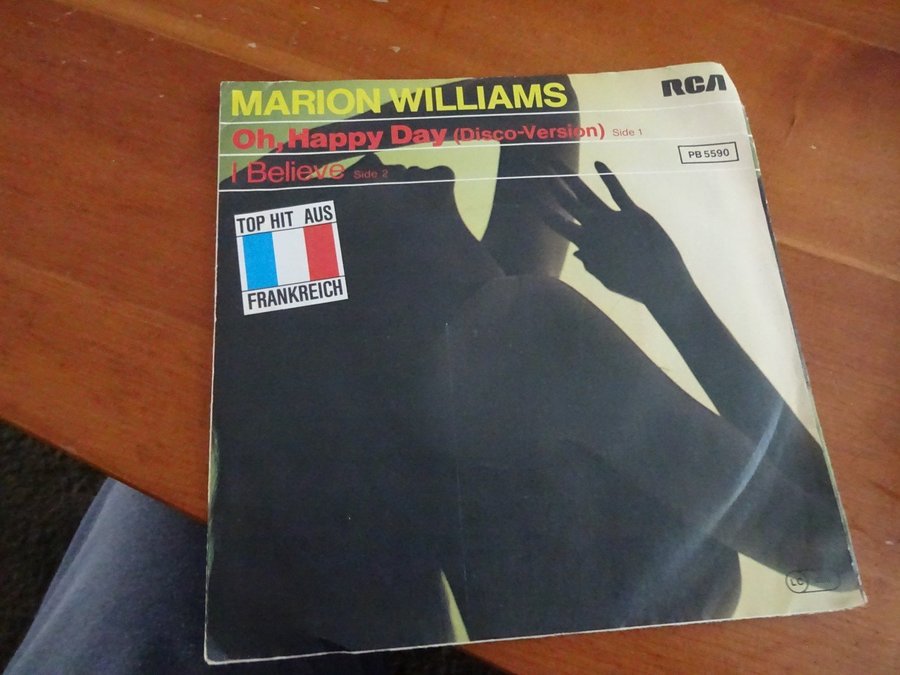 MARION WILLIAMS
RCA
Oh, Happy Day (Disco-Version) Side 1
PB 5590
I Believe Side 2
TOP HIT AUS
FRANKREICH
LC